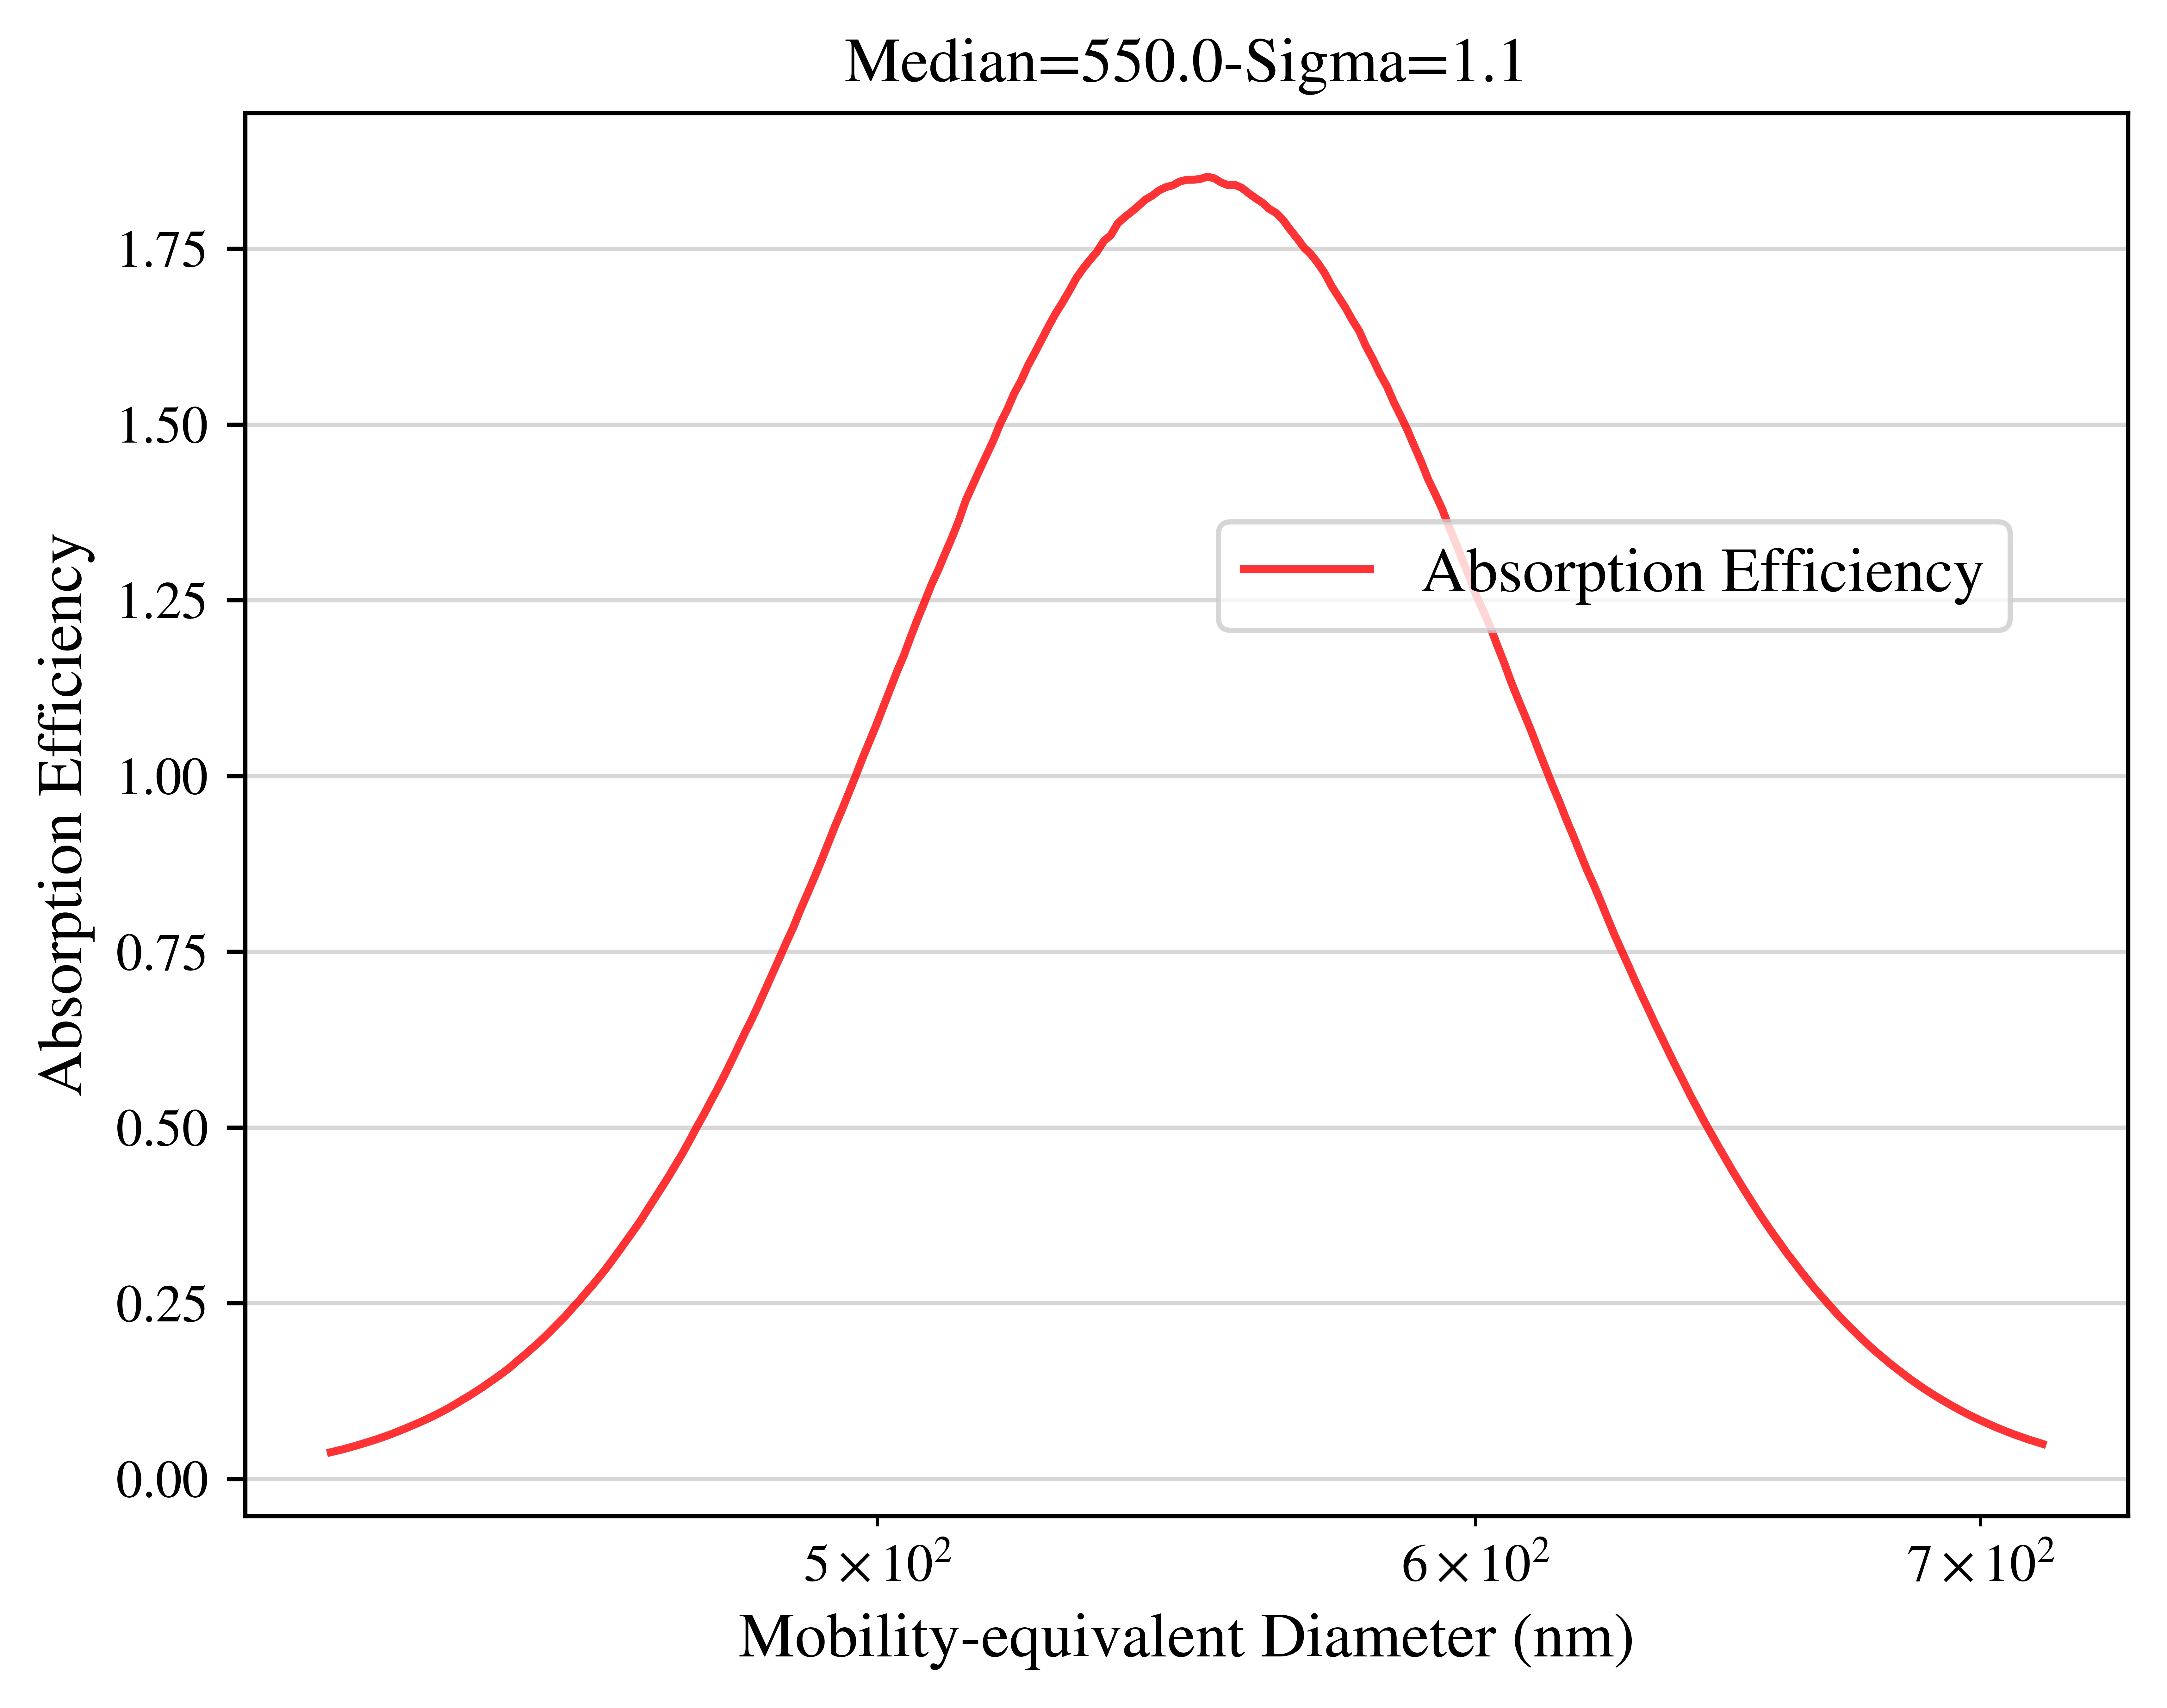 Median=550.0-Sigma=1.1
Absorption Efficiency
1.75
1.50
1.25
1.00
0.75
0.50
0.25
0.00
Absorption Efficiency
5×10²
6×10²
7×10²
Mobility-equivalent Diameter (nm)